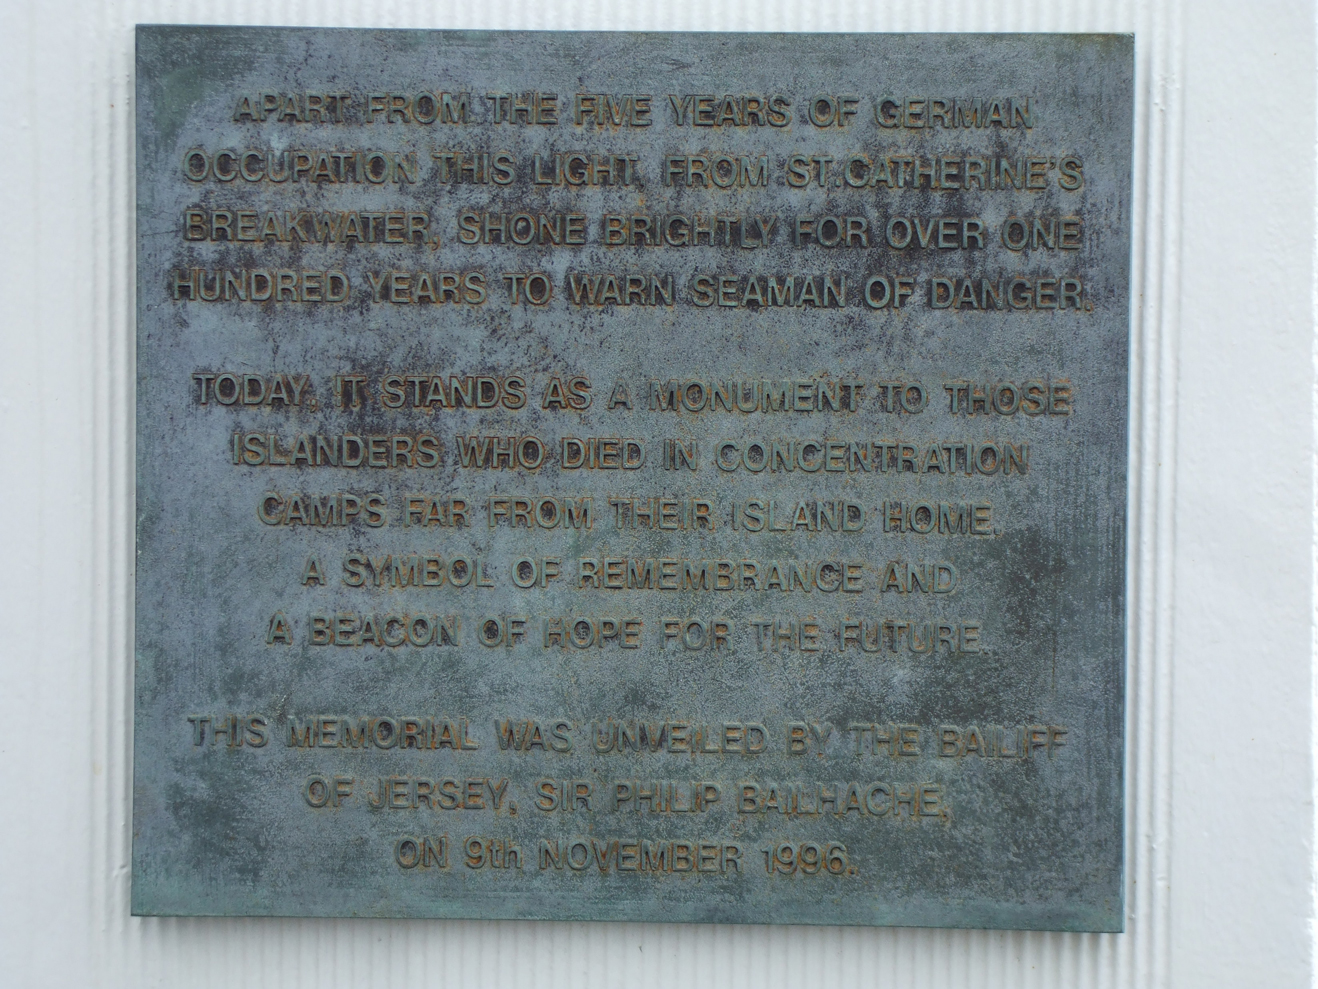 APART FROM THE FIVE YEARS OF GERMAN
OCCUPATION THIS LIGHT FROM ST.CATHERINE'S
BREAKWATER, SHONE BRIGHTLY FOR OVER ONE
HUNDRED YEARS TO WARN SEAMAN OF DANGER.
TODAY, IT STANDS AS A MONUMENT TO THOSE
ISLANDERS WHO DIED IN CONCENTRATION
CAMPS FAR FROM THEIR ISLAND HOME.
A SYMBOL OF REMEMBRANCE AND
A BEACON OF HOPE FOR THE FUTURE.
THIS MEMORIAL WAS UNVEILED BY THE BAILIFF
OF JERSEY, SIR PHILIP BAILHACHE,
ON 9th NOVEMBER 1996.